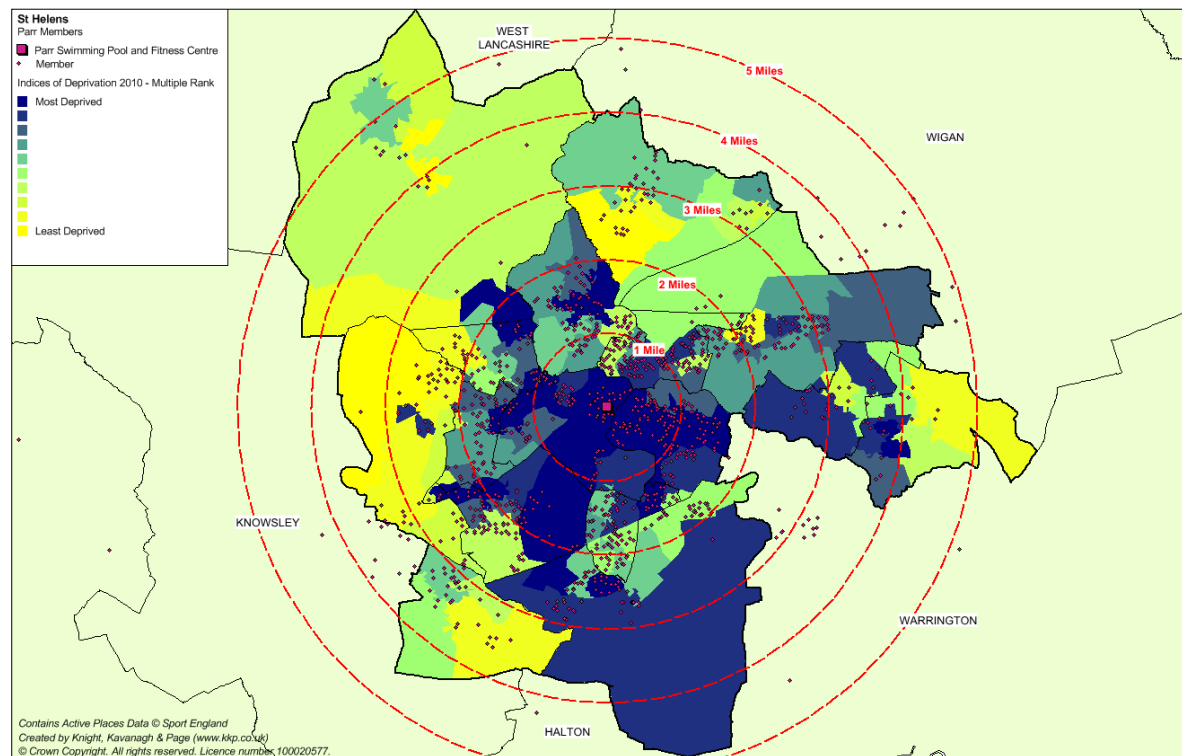 St Helens
Parr Members
Parr Swimming Pool and Fitness Centre
Member
Indices of Deprivation 2010 - Multiple Rank
Most Deprived
Least Deprived
WEST
LANCASHIRE
5 Miles
WIGAN
4 Miles
3 Miles
2 Miles
1 Mile
KNOWSLEY
WARRINGTON
HALTON
Contains Active Places Data © Sport England
Created by Knight, Kavanagh & Page (www.kkp.co.uk)
© Crown Copyright. All rights reserved. Licence number 100020577.